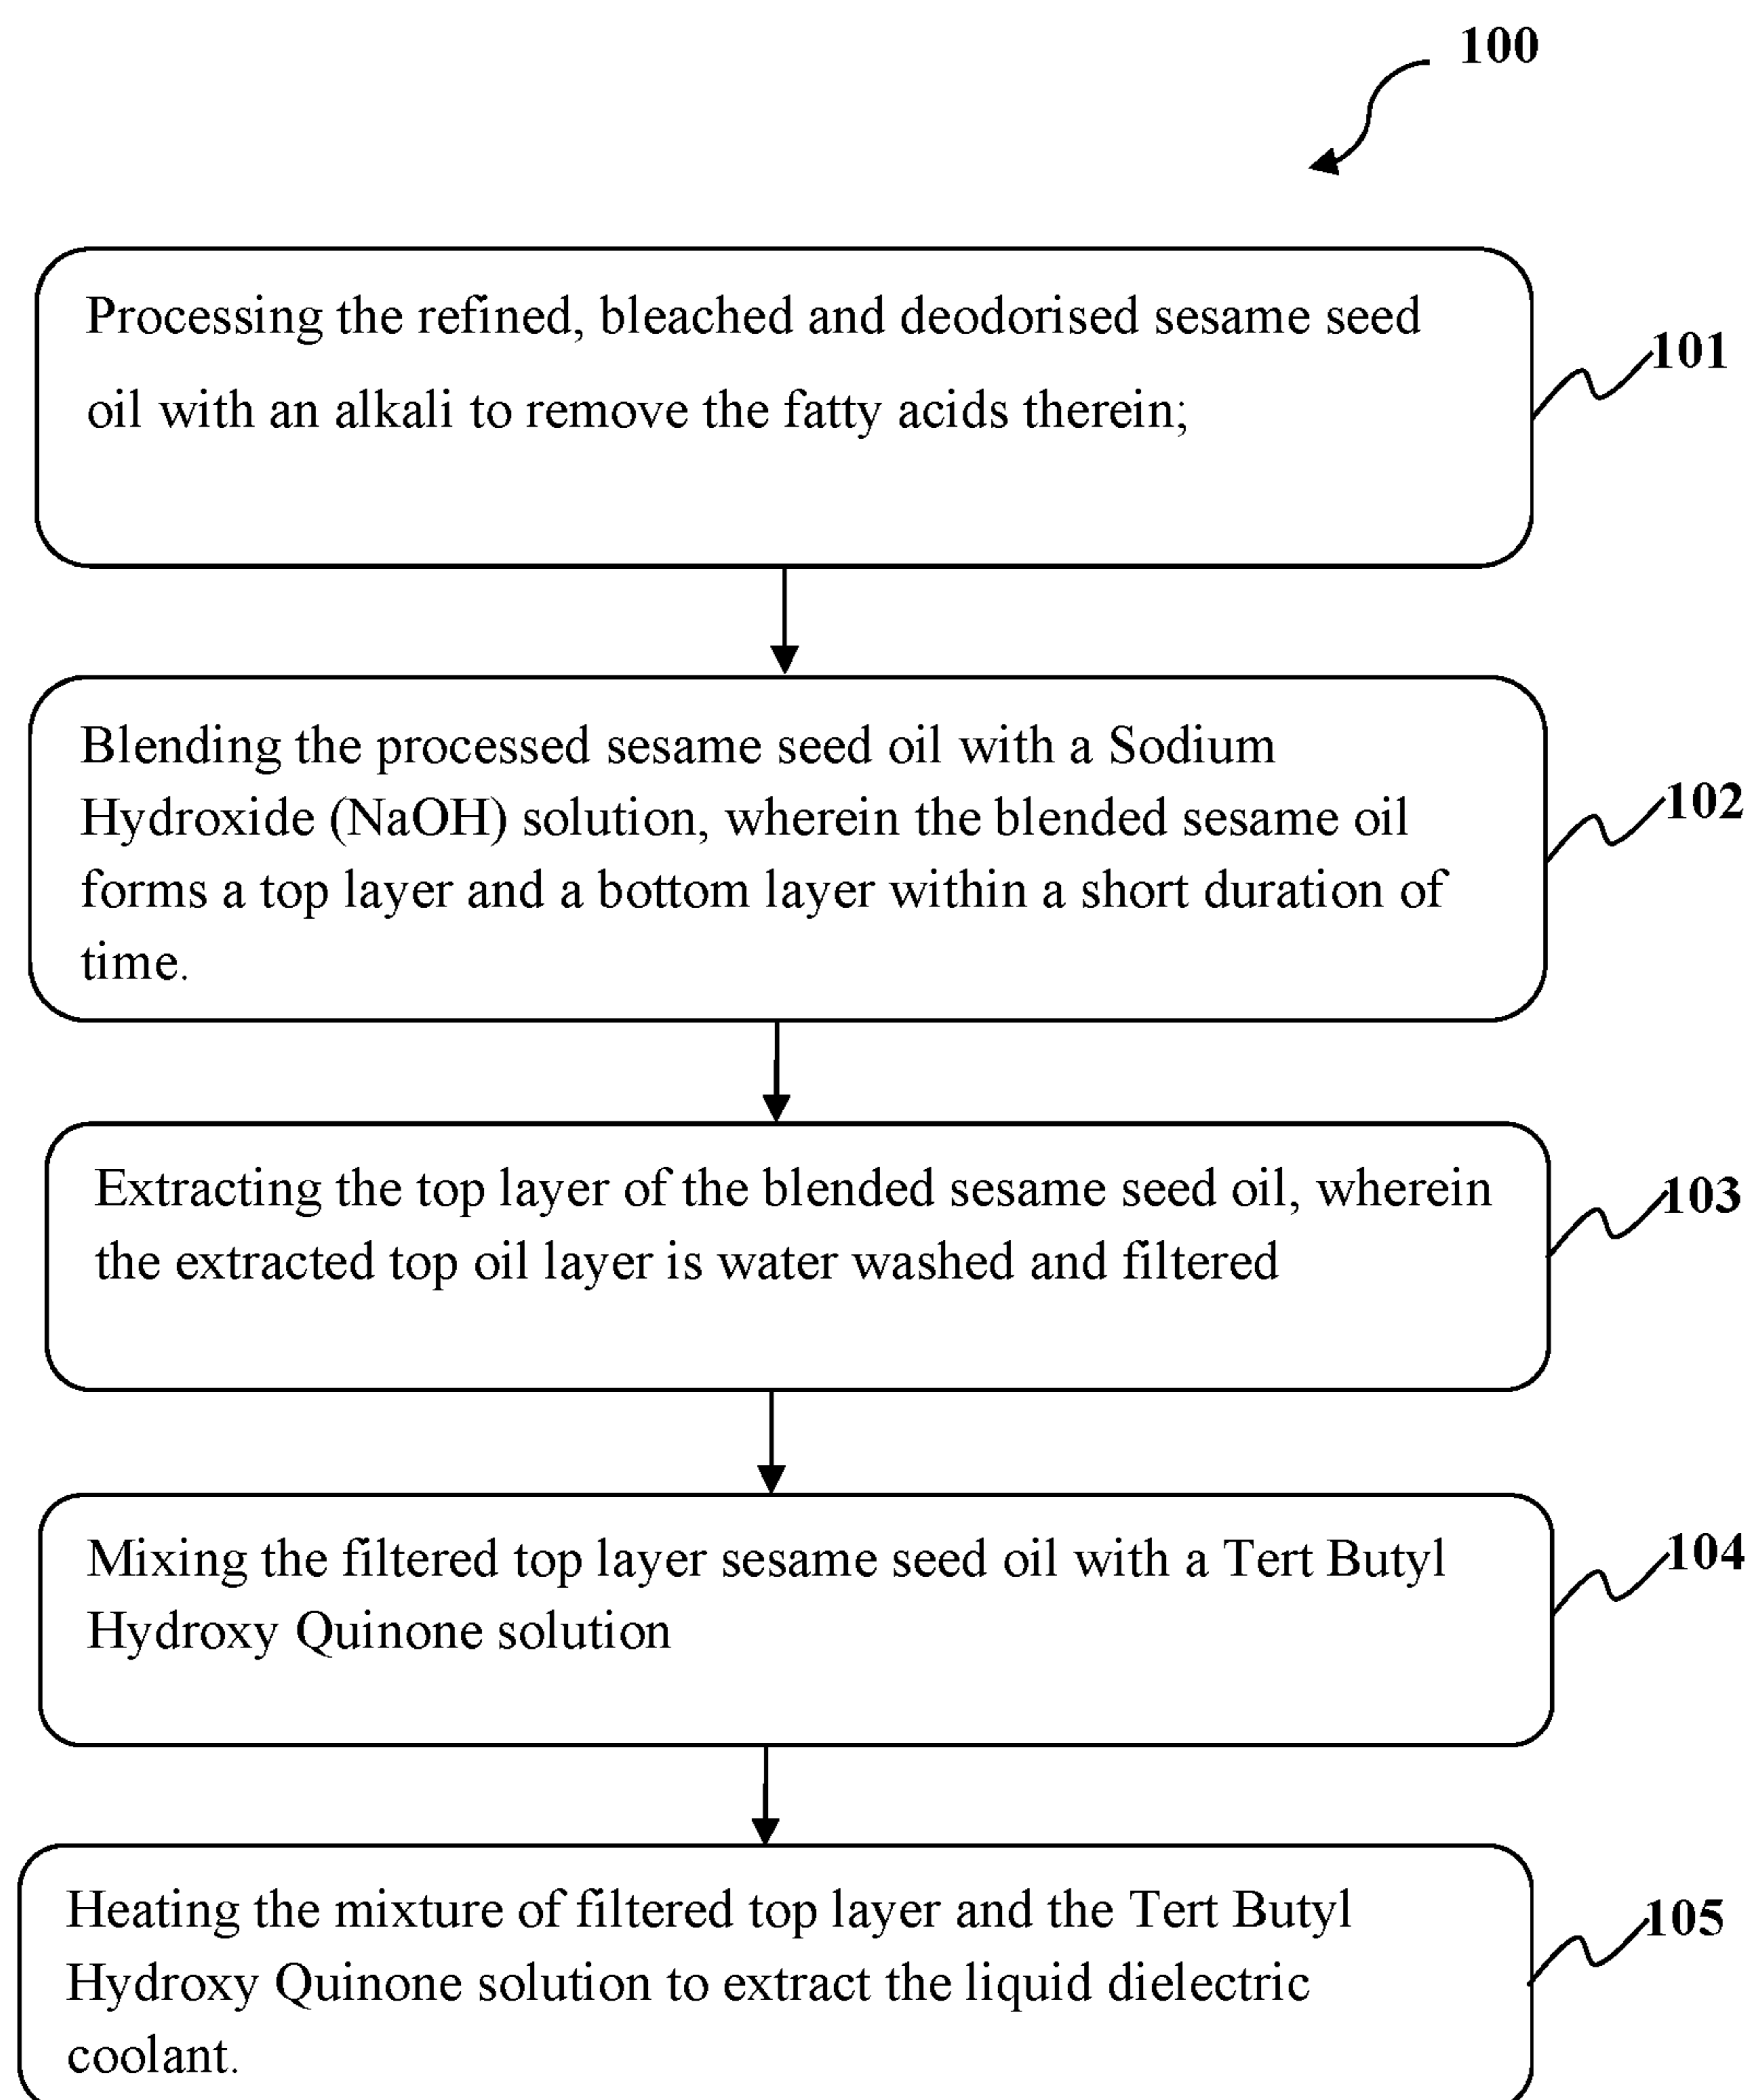 100
Processing the refined, bleached and deodorised sesame seed
oil with an alkali to remove the fatty acids therein;
101
Blending the processed sesame seed oil with a Sodium
Hydroxide (NaOH) solution, wherein the blended sesame oil
forms a top layer and a bottom layer within a short duration of
time.
102
Extracting the top layer of the blended sesame seed oil, wherein
the extracted top oil layer is water washed and filtered
103
Mixing the filtered top layer sesame seed oil with a Tert Butyl
Hydroxy Quinone solution
104
Heating the mixture of filtered top layer and the Tert Butyl
Hydroxy Quinone solution to extract the liquid dielectric
coolant.
105